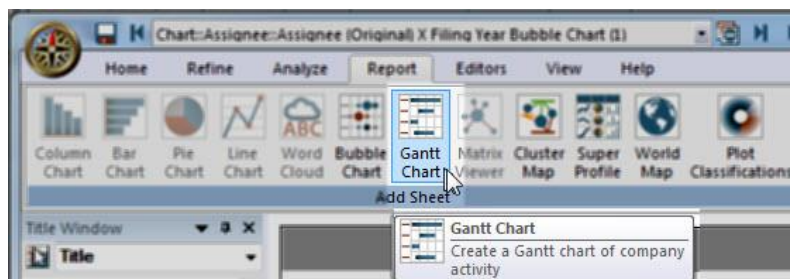 Chart::Assignee::Assignee (Original) X Filing Year Bubble Chart (1)
Home Refine Analyze Report Editors View Help
Column Chart
Bar Chart
Pie Chart
Line Chart
ABC
Word Cloud
Bubble Chart
Gantt Chart
Matrix Viewer
Cluster Map
Super Profile
World Map
Plot Classifications
Add Sheet
Title Window
Title
Gantt Chart
Create a Gantt chart of company
activity